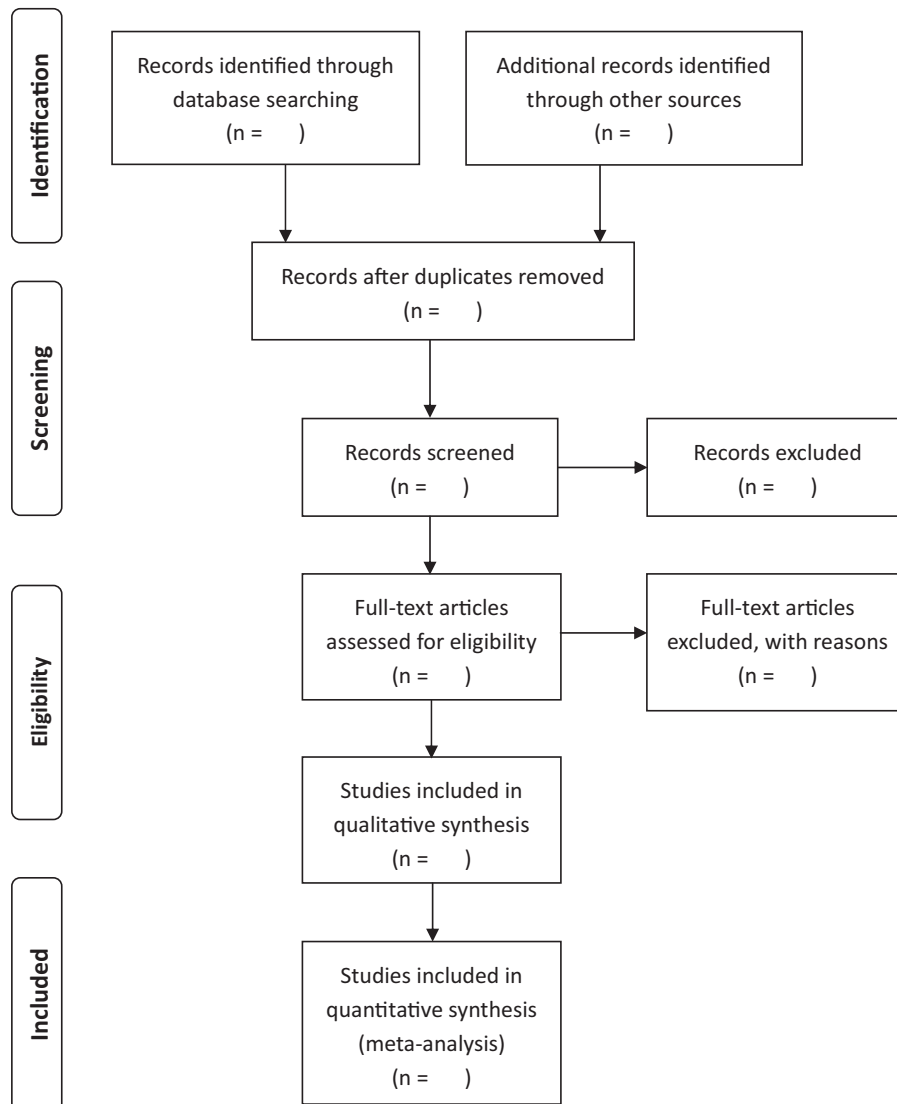 Identification
Records identified through
database searching
(n =      )
Additional records identified
through other sources
(n =      )
Records after duplicates removed
(n =      )
Screening
Records screened
(n =      )
Records excluded
(n =      )
Eligibility
Full-text articles
assessed for eligibility
(n =      )
Full-text articles
excluded, with reasons
(n =      )
Studies included in
qualitative synthesis
(n =      )
Included
Studies included in
quantitative synthesis
(meta-analysis)
(n =      )